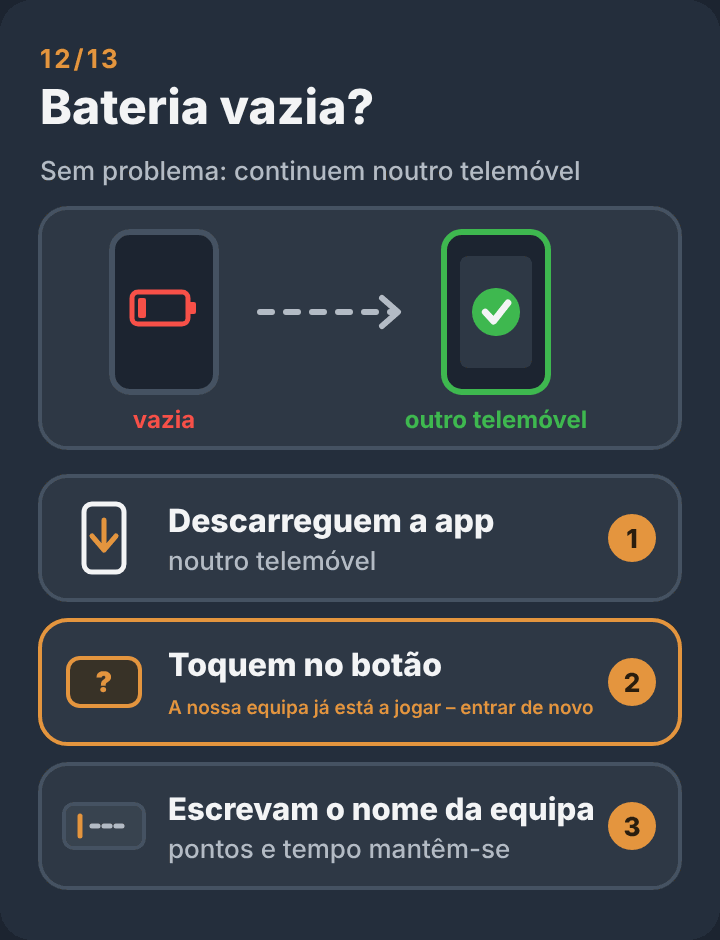 12/13
Bateria vazia?
Sem problema: continuem noutro telemóvel
vazia
outro telemóvel
Descarreguem a app
noutro telemóvel
1
?
Toquem no botão
A nossa equipa já está a jogar – entrar de novo
2
Escrevam o nome da equipa
pontos e tempo mantêm-se
3